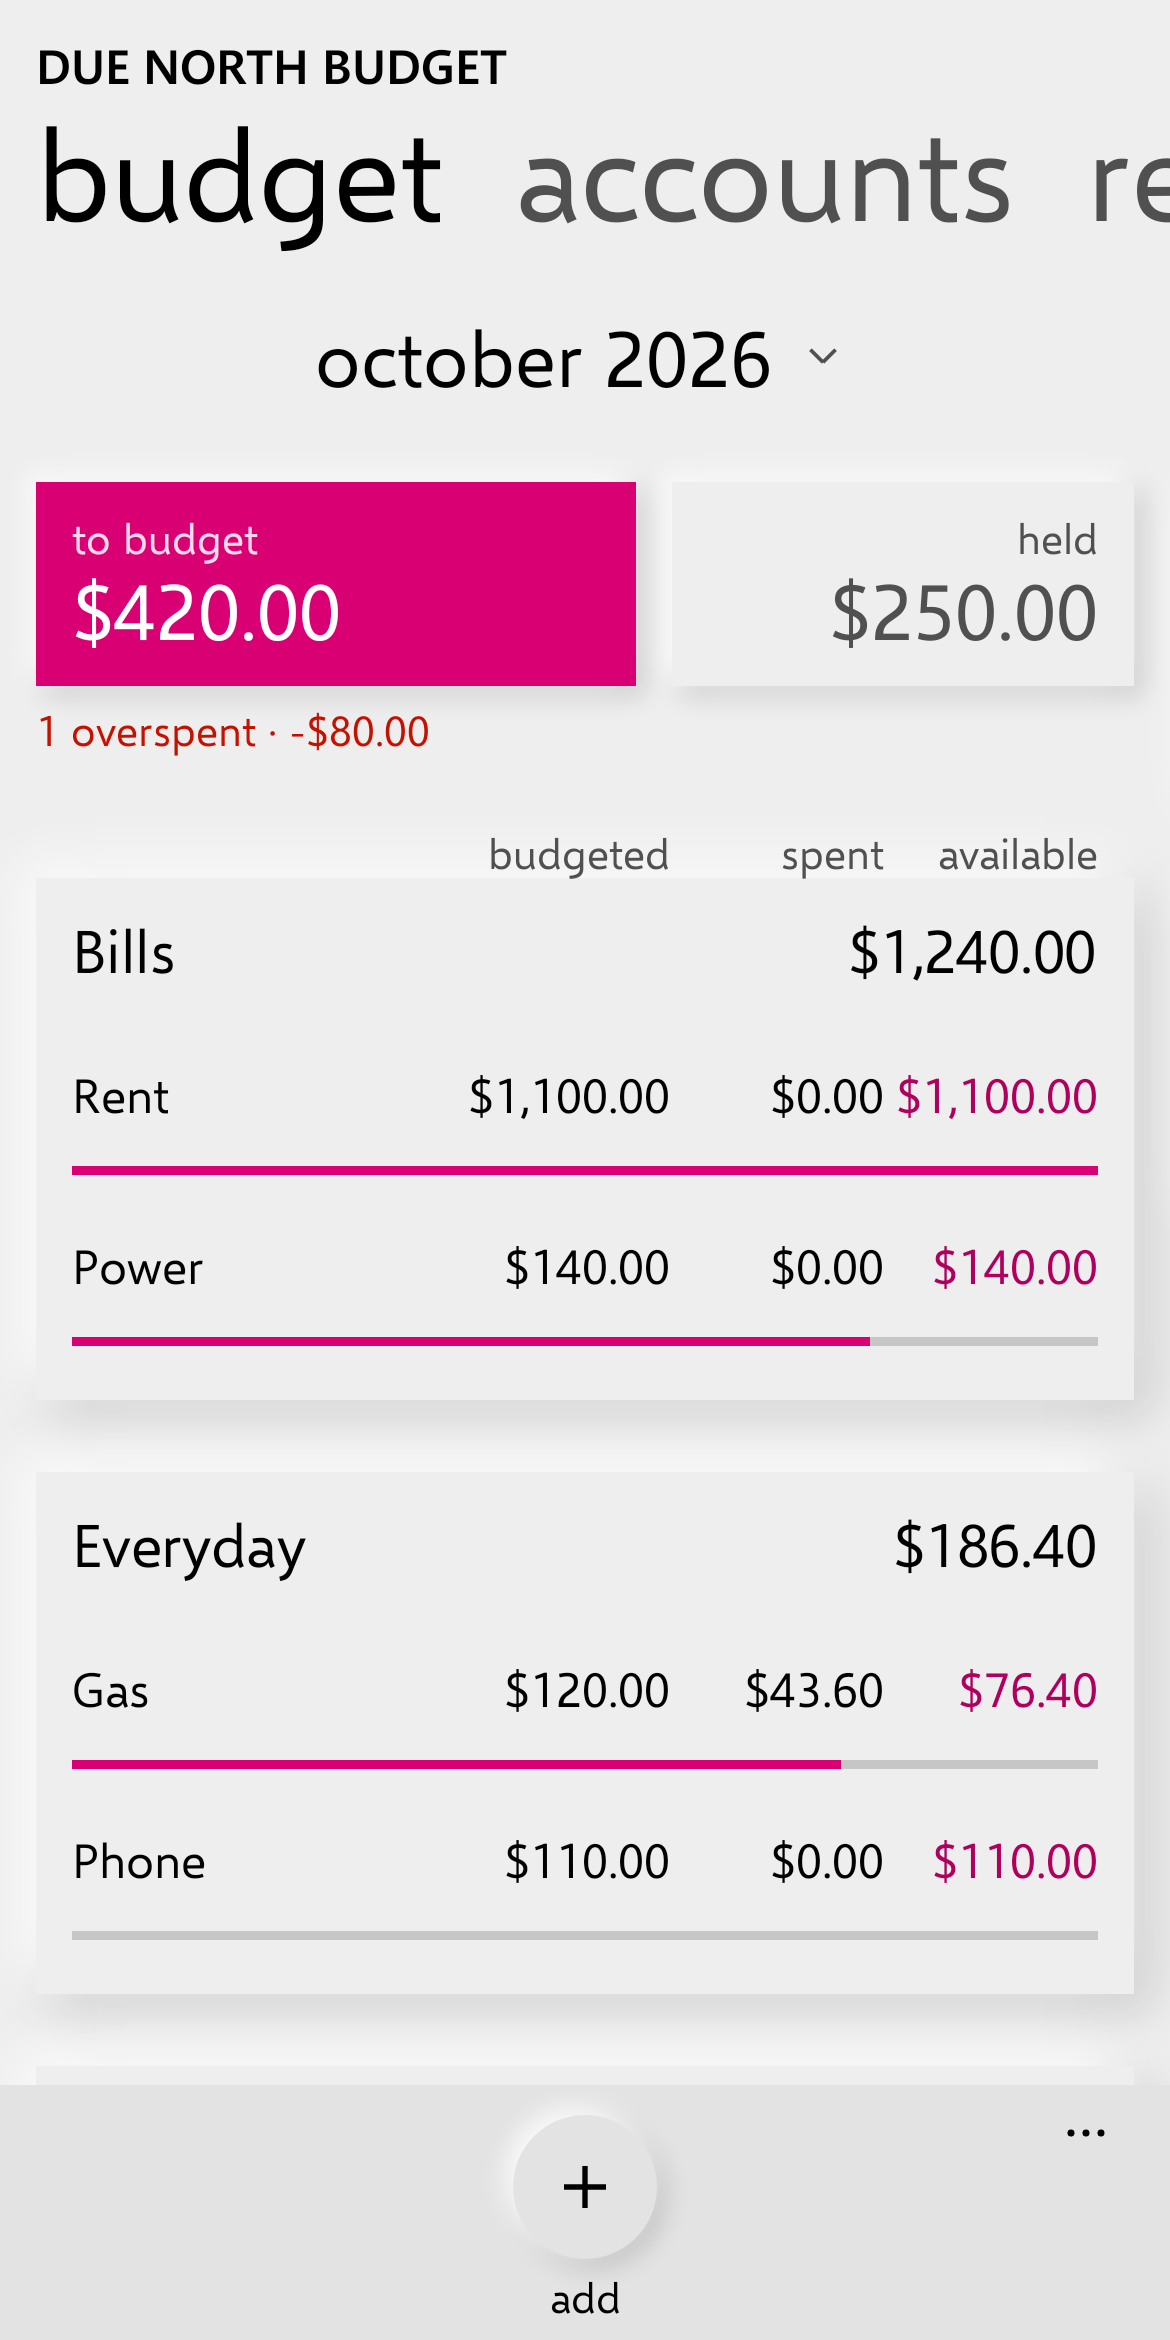 DUE NORTH BUDGET
budget accounts re
october 2026
to budget
$420.00
held
$250.00
1 overspent · -$80.00
budgeted spent available
Bills $1,240.00
Rent $1,100.00 $0.00 $1,100.00
Power $140.00 $0.00 $140.00
Everyday $186.40
Gas $120.00 $43.60 $76.40
Phone $110.00 $0.00 $110.00
...
+
add